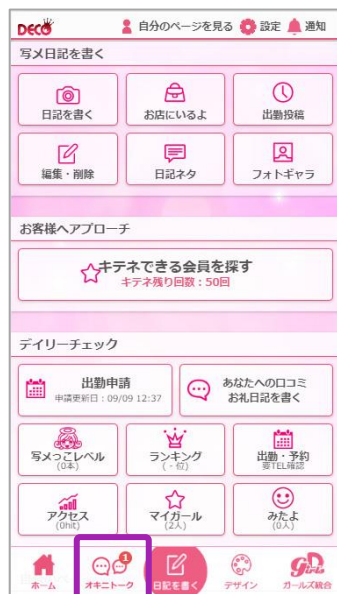 DECO 自分のページを見る 設定 通知
写メ日記を書く
日記を書く お店にいるよ 出勤投稿
編集・削除 日記ネタ フォトギャラ
お客様へアプローチ
キテネできる会員を探す
キテネ残り回数：50回
デイリーチェック
出勤申請
申請更新日：09/09 12:37
あなたへの口コミ
お礼日記を書く
写メっこレベル ランキング 出勤・予約
(0本) (-位) 要TEL確認
アクセス マイガール みたよ
(0hit) (2人) (0人)
1
ホーム オキニトーク 日記を書く デザイン ガールズ統合